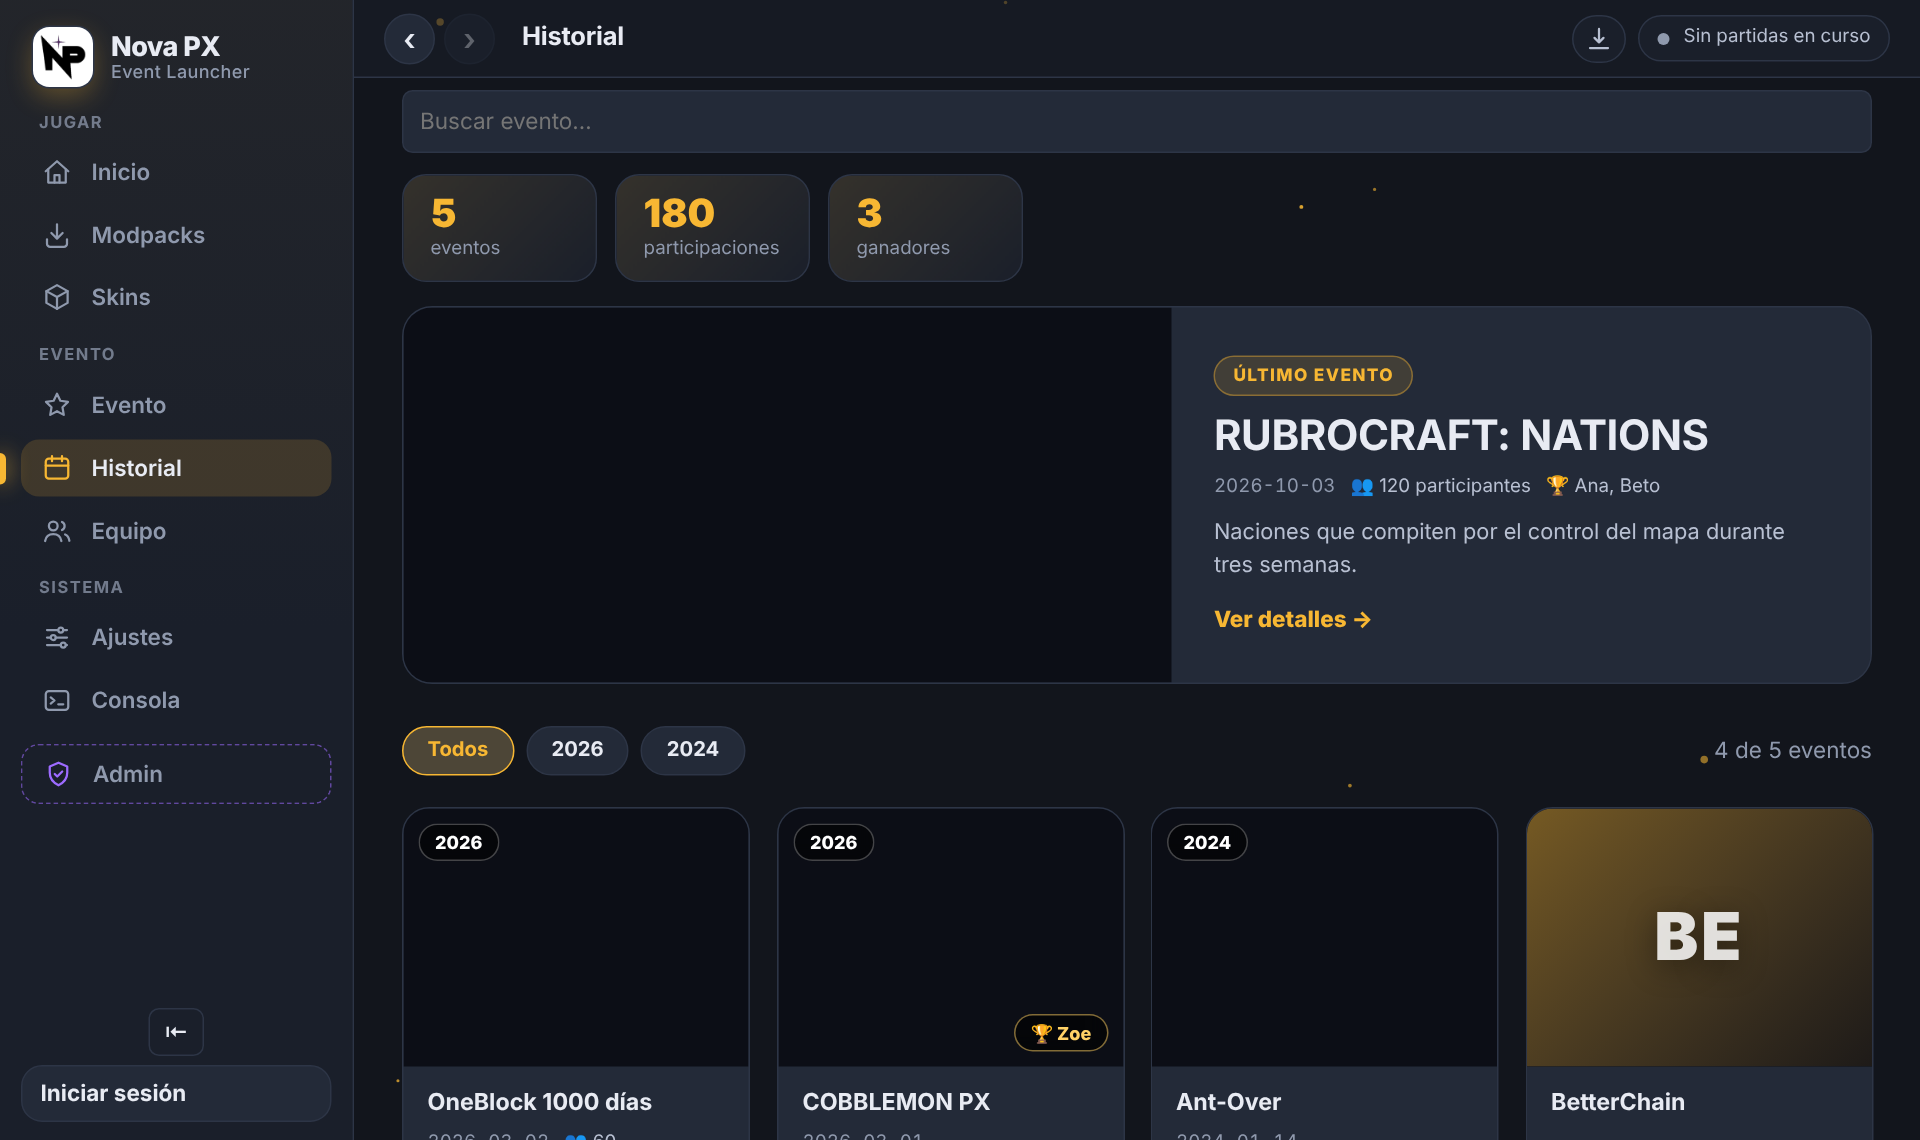 Nova PX
Event Launcher
JUGAR
Inicio
Modpacks
Skins
EVENTO
Evento
Historial
Equipo
SISTEMA
Ajustes
Consola
Admin
Iniciar sesión
Historial
Sin partidas en curso
Buscar evento...
5
eventos
180
participaciones
3
ganadores
ÚLTIMO EVENTO
RUBROCRAFT: NATIONS
2026-10-03 👥 120 participantes 🏆 Ana, Beto
Naciones que compiten por el control del mapa durante
tres semanas.
Ver detalles →
Todos 2026 2024
4 de 5 eventos
2026
OneBlock 1000 días
2026
🏆 Zoe
COBBLEMON PX
2024
Ant-Over
BE
BetterChain